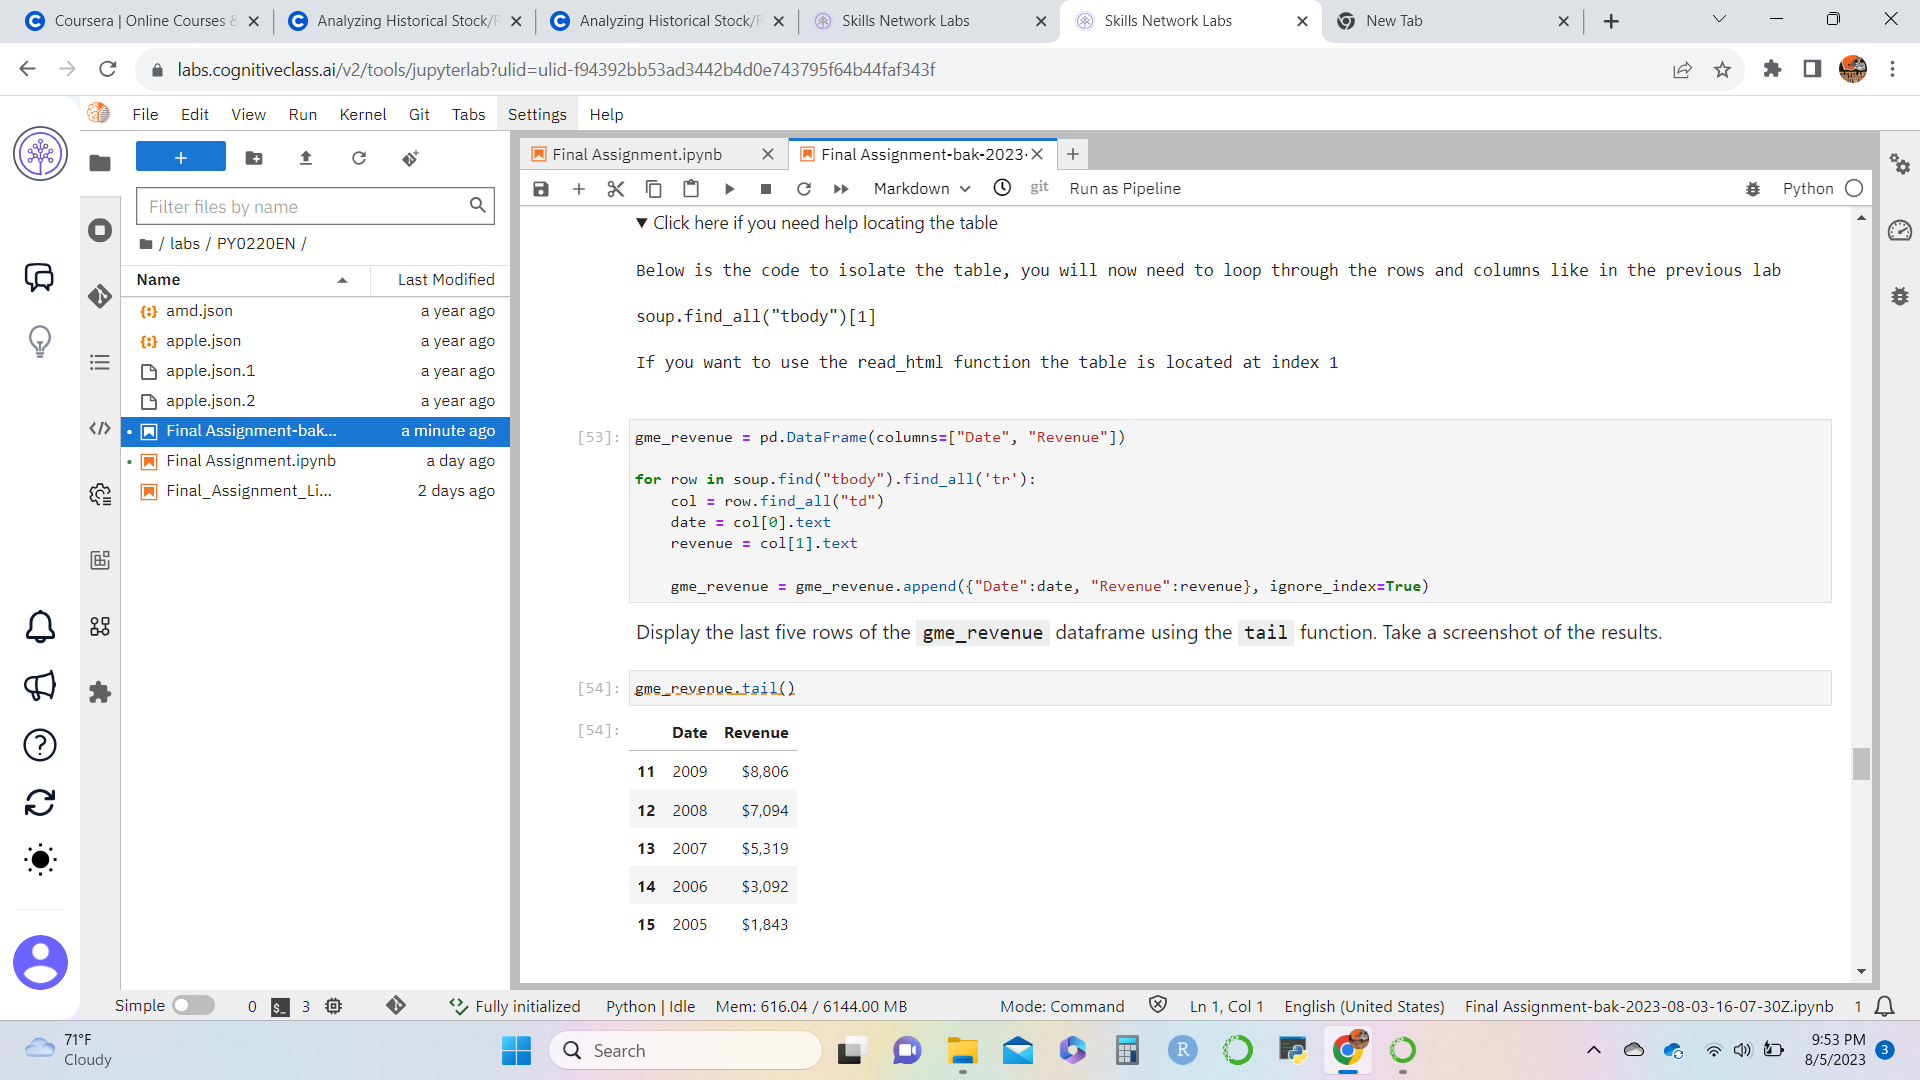 Coursera | Online Courses &
Analyzing Historical Stock/R
Analyzing Historical Stock/R
Skills Network Labs
Skills Network Labs
New Tab
labs.cognitiveclass.ai/v2/tools/jupyterlab?ulid=ulid-f94392bb53ad3442b4d0e743795f64b44faf343f
File Edit View Run Kernel Git Tabs Settings Help
Final Assignment.ipynb
Final Assignment-bak-2023-
Markdown
git
Run as Pipeline
Python
Filter files by name
/ labs / PY0220EN /
Name Last Modified
amd.json a year ago
apple.json a year ago
apple.json.1 a year ago
apple.json.2 a year ago
Final Assignment-bak... a minute ago
Final Assignment.ipynb a day ago
Final_Assignment_Li... 2 days ago
▼ Click here if you need help locating the table
Below is the code to isolate the table, you will now need to loop through the rows and columns like in the previous lab
soup.find_all("tbody")[1]
If you want to use the read_html function the table is located at index 1
[53]: gme_revenue = pd.DataFrame(columns=["Date", "Revenue"])
for row in soup.find("tbody").find_all('tr'):
    col = row.find_all("td")
    date = col[0].text
    revenue = col[1].text
    gme_revenue = gme_revenue.append({"Date":date, "Revenue":revenue}, ignore_index=True)
Display the last five rows of the gme_revenue dataframe using the tail function. Take a screenshot of the results.
[54]: gme_revenue.tail()
[54]: Date Revenue
11 2009 $8,806
12 2008 $7,094
13 2007 $5,319
14 2006 $3,092
15 2005 $1,843
Simple 0 $_ 3 Fully initialized Python | Idle Mem: 616.04 / 6144.00 MB Mode: Command Ln 1, Col 1 English (United States) Final Assignment-bak-2023-08-03-16-07-30Z.ipynb 1
71°F
Cloudy
Search
R
9:53 PM
8/5/2023
3